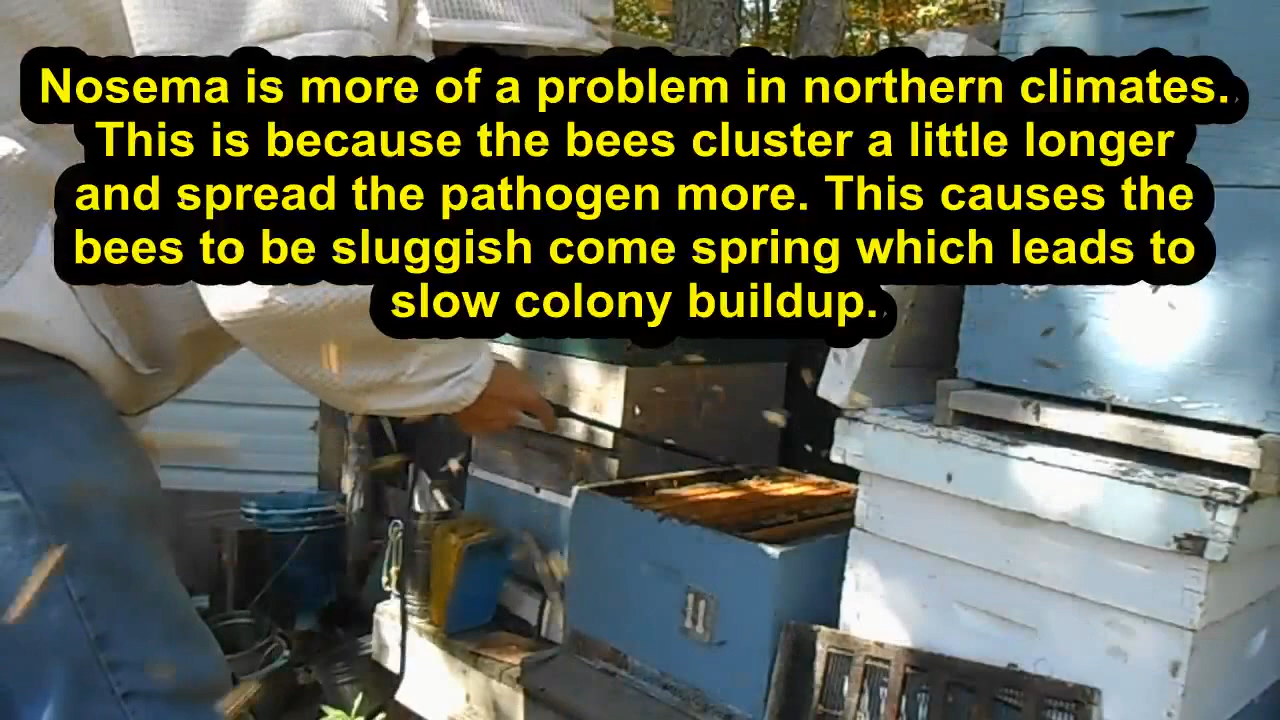 Nosema is more of a problem in northern climates.
This is because the bees cluster a little longer
and spread the pathogen more. This causes the
bees to be sluggish come spring which leads to
slow colony buildup.